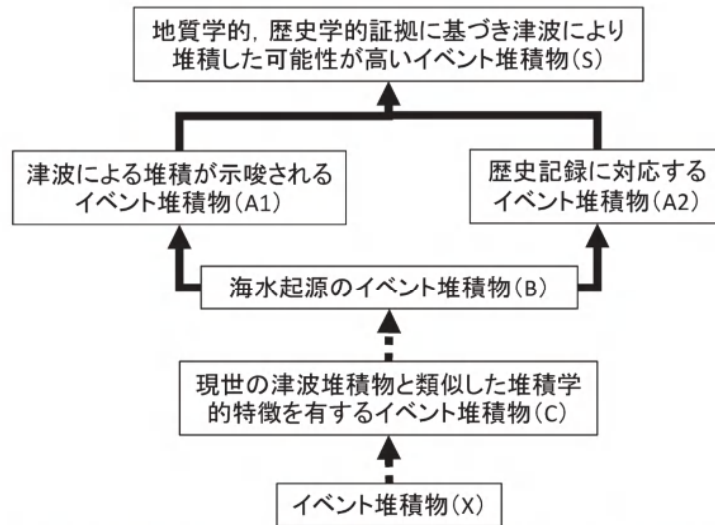 地質学的，歴史学的証拠に基づき津波により
堆積した可能性が高いイベント堆積物(S)
津波による堆積が示唆される
イベント堆積物(A1)
歴史記録に対応する
イベント堆積物(A2)
海水起源のイベント堆積物(B)
現世の津波堆積物と類似した堆積学
的特徴を有するイベント堆積物(C)
イベント堆積物(X)